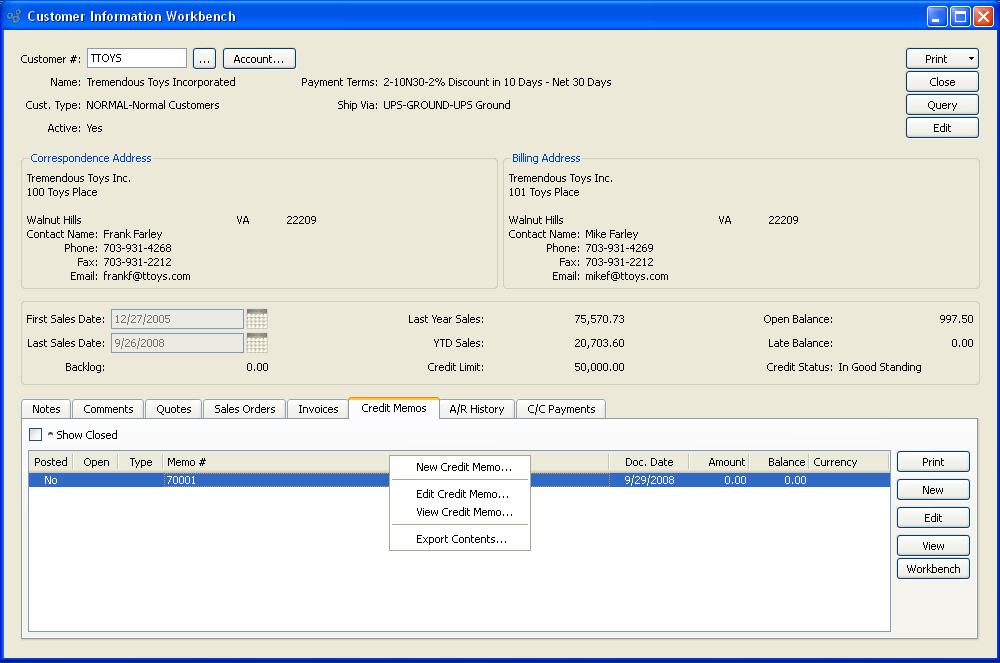 Customer Information Workbench
Customer #: TTOYS ... Account... Print
Name: Tremendous Toys Incorporated Payment Terms: 2-10N30-2% Discount in 10 Days - Net 30 Days Close
Cust. Type: NORMAL-Normal Customers Ship Via: UPS-GROUND-UPS Ground Query
Active: Yes Edit
Correspondence Address Billing Address
Tremendous Toys Inc. Tremendous Toys Inc.
100 Toys Place 101 Toys Place
Walnut Hills VA 22209 Walnut Hills VA 22209
Contact Name: Frank Farley Contact Name: Mike Farley
Phone: 703-931-4268 Phone: 703-931-4269
Fax: 703-931-2212 Fax: 703-931-2212
Email: frankf@ttoys.com Email: mikef@ttoys.com
First Sales Date: 12/27/2005 Last Year Sales: 75,570.73 Open Balance: 997.50
Last Sales Date: 9/26/2008 YTD Sales: 20,703.60 Late Balance: 0.00
Backlog: 0.00 Credit Limit: 50,000.00 Credit Status: In Good Standing
Notes Comments Quotes Sales Orders Invoices Credit Memos A/R History C/C Payments
^ Show Closed
Posted Open Type Memo # Doc. Date Amount Balance Currency Print
New Credit Memo...
No 70001 9/29/2008 0.00 0.00
Edit Credit Memo... New
View Credit Memo... Edit
Export Contents... View
Workbench